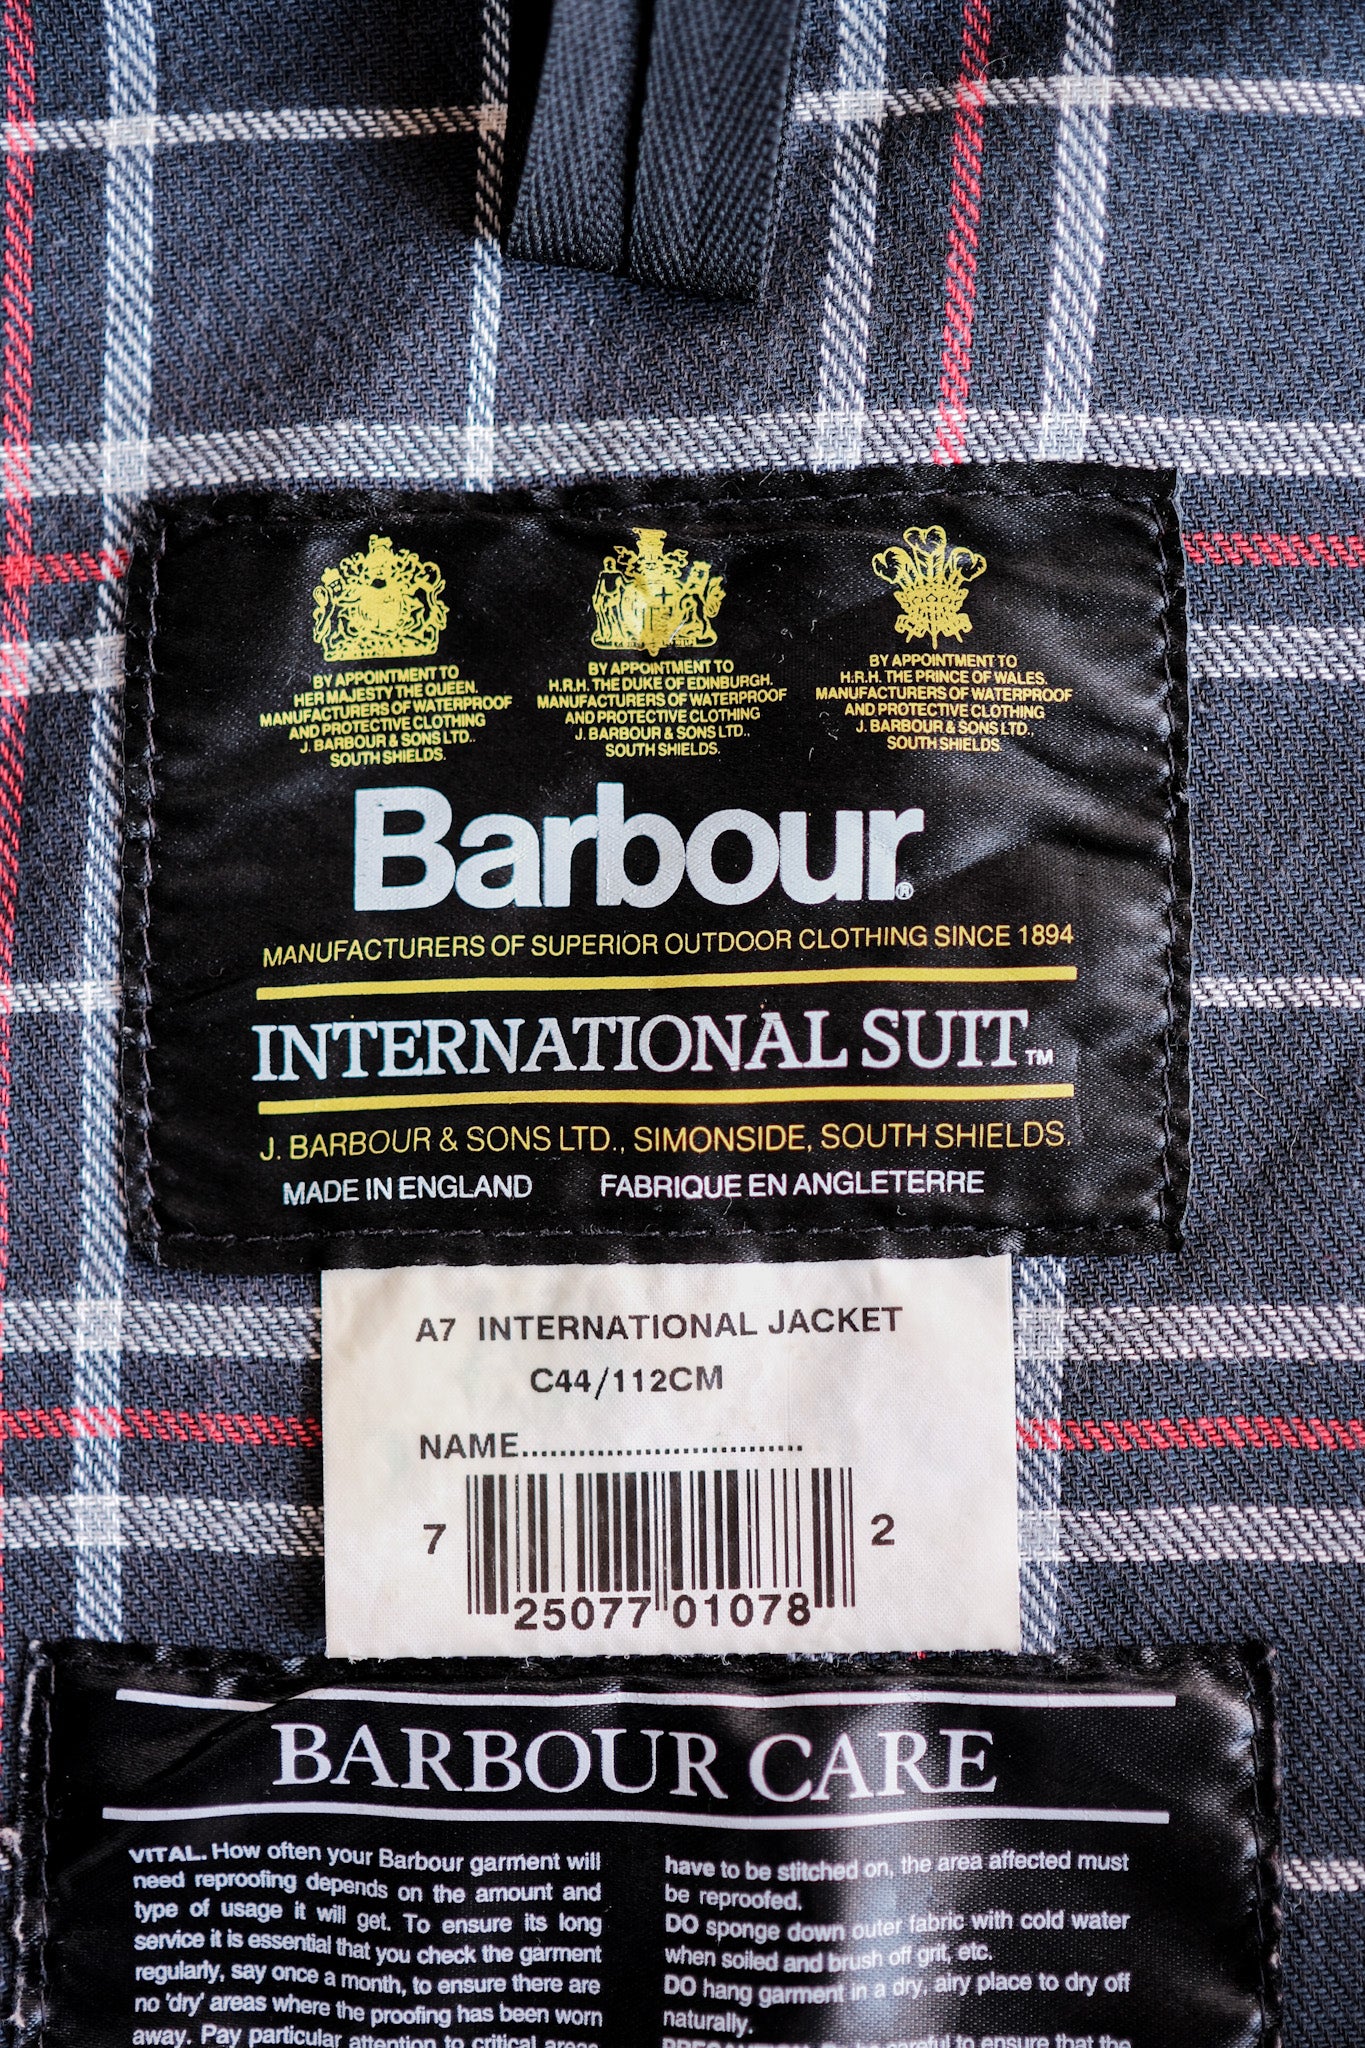 BY APPOINTMENT TO
HER MAJESTY THE QUEEN.
MANUFACTURERS OF WATERPROOF
AND PROTECTIVE CLOTHING
J. BARBOUR & SONS LTD.,
SOUTH SHIELDS.
BY APPOINTMENT TO
H.R.H. THE DUKE OF EDINBURGH.
MANUFACTURERS OF WATERPROOF
AND PROTECTIVE CLOTHING
J. BARBOUR & SONS LTD.,
SOUTH SHIELDS.
BY APPOINTMENT TO
H.R.H. THE PRINCE OF WALES.
MANUFACTURERS OF WATERPROOF
AND PROTECTIVE CLOTHING
J. BARBOUR & SONS LTD.,
SOUTH SHIELDS.
Barbour®
MANUFACTURERS OF SUPERIOR OUTDOOR CLOTHING SINCE 1894
INTERNATIONAL SUIT™
J. BARBOUR & SONS LTD., SIMONSIDE, SOUTH SHIELDS.
MADE IN ENGLAND FABRIQUE EN ANGLETERRE
A7 INTERNATIONAL JACKET
C44/112CM
NAME..............................
7 25077 01078 2
BARBOUR CARE
VITAL. How often your Barbour garment will
need reproofing depends on the amount and
type of usage it will get. To ensure its long
service it is essential that you check the garment
regularly, say once a month, to ensure there are
no 'dry' areas where the proofing has been worn
away. Pay particular attention to critical areas
have to be stitched on, the area affected must
be reproofed.
DO sponge down outer fabric with cold water
when soiled and brush off grit, etc.
DO hang garment in a dry, airy place to dry off
naturally.
careful to ensure that the